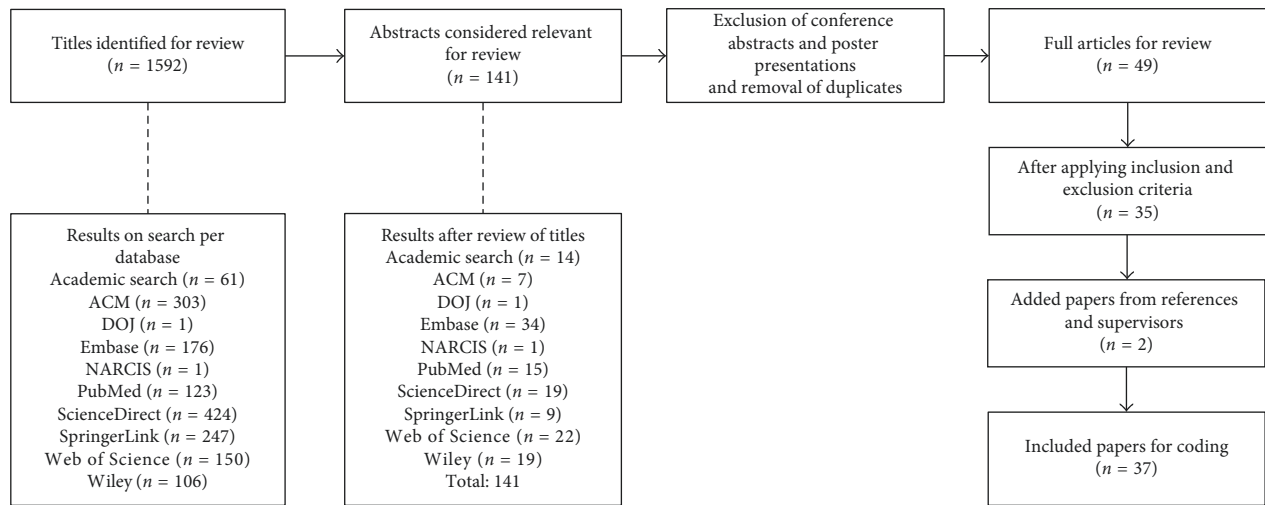 Titles identified for review
(n = 1592)
Abstracts considered relevant
for review
(n = 141)
Exclusion of conference
abstracts and poster
presentations
and removal of duplicates
Full articles for review
(n = 49)
After applying inclusion and
exclusion criteria
(n = 35)
Added papers from references
and supervisors
(n = 2)
Included papers for coding
(n = 37)
Results on search per
database
Academic search (n = 61)
ACM (n = 303)
DOJ (n = 1)
Embase (n = 176)
NARCIS (n = 1)
PubMed (n = 123)
ScienceDirect (n = 424)
SpringerLink (n = 247)
Web of Science (n = 150)
Wiley (n = 106)
Results after review of titles
Academic search (n = 14)
ACM (n = 7)
DOJ (n = 1)
Embase (n = 34)
NARCIS (n = 1)
PubMed (n = 15)
ScienceDirect (n = 19)
SpringerLink (n = 9)
Web of Science (n = 22)
Wiley (n = 19)
Total: 141